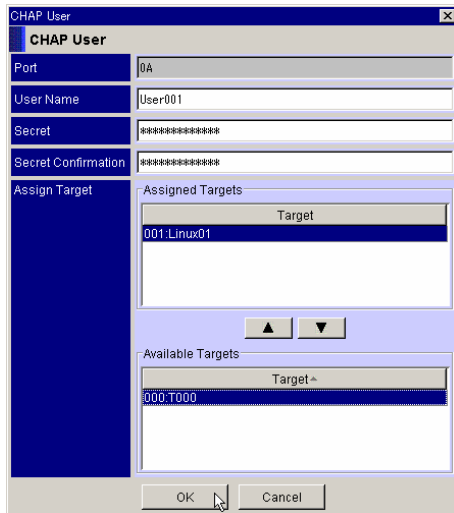 CHAP User
CHAP User
Port 0A
User Name User001
Secret *************
Secret Confirmation *************
Assign Target
Assigned Targets
Target
001:Linux01
Available Targets
Target
000:T000
OK Cancel